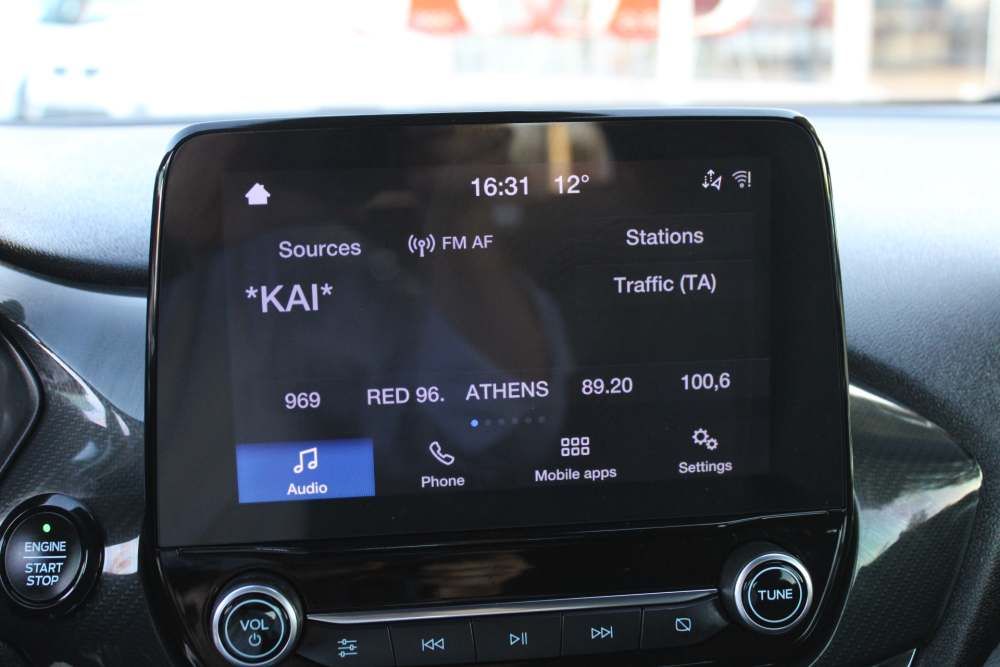 16:31 12°
Sources FM AF Stations
*KAI* Traffic (TA)
969 RED 96. ATHENS 89.20 100,6
Audio Phone Mobile apps Settings
ENGINE
START
STOP
VOL
TUNE